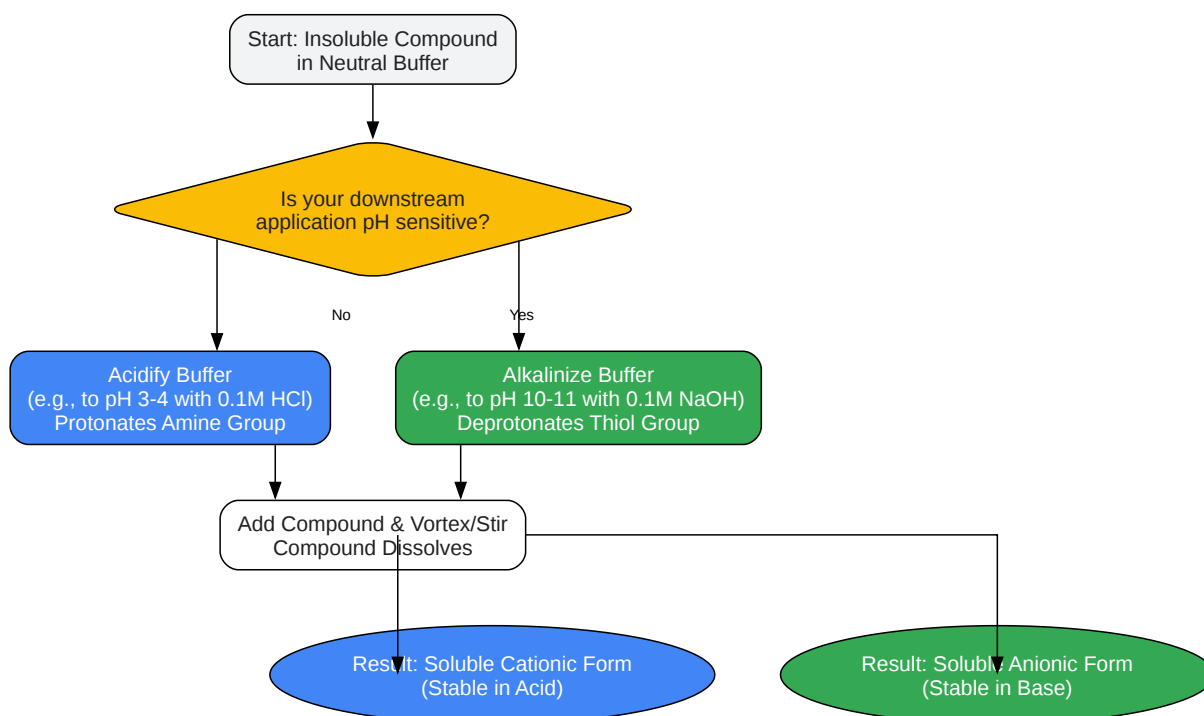 Start: Insoluble Compound
in Neutral Buffer
Is your downstream
application pH sensitive?
No
Yes
Acidify Buffer
(e.g., to pH 3-4 with 0.1M HCl)
Protonates Amine Group
Alkalinize Buffer
(e.g., to pH 10-11 with 0.1M NaOH)
Deprotonates Thiol Group
Add Compound & Vortex/Stir
Compound Dissolves
Result: Soluble Cationic Form
(Stable in Acid)
Result: Soluble Anionic Form
(Stable in Base)